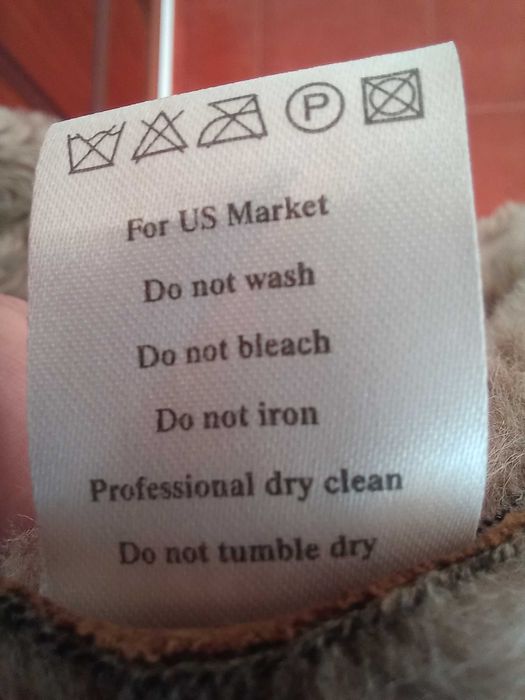 P
For US Market
Do not wash
Do not bleach
Do not iron
Professional dry clean
Do not tumble dry